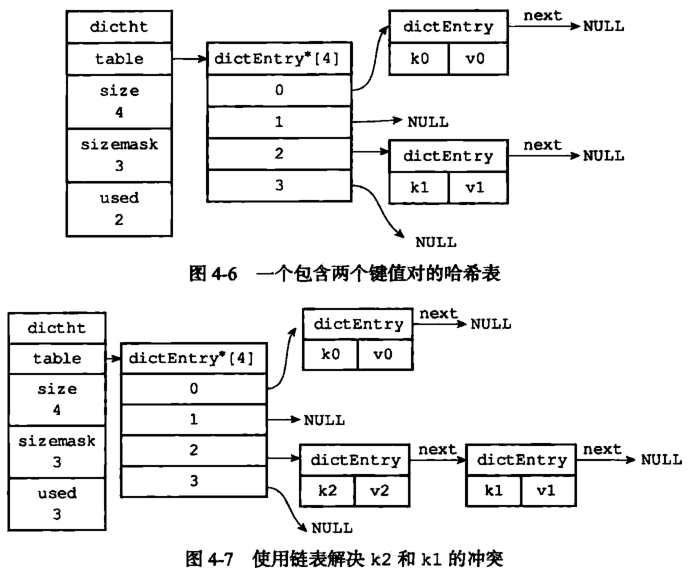 dictht
table
size
4
sizemask
3
used
2
dictEntry*[4]
0
1
2
3
dictEntry
k0 v0
next
NULL
NULL
dictEntry
k1 v1
next
NULL
NULL
图 4-6 一个包含两个键值对的哈希表
dictht
table
size
4
sizemask
3
used
3
dictEntry*[4]
0
1
2
3
dictEntry
k0 v0
next
NULL
NULL
dictEntry
k2 v2
next
dictEntry
k1 v1
next
NULL
NULL
图 4-7 使用链表解决 k2 和 k1 的冲突